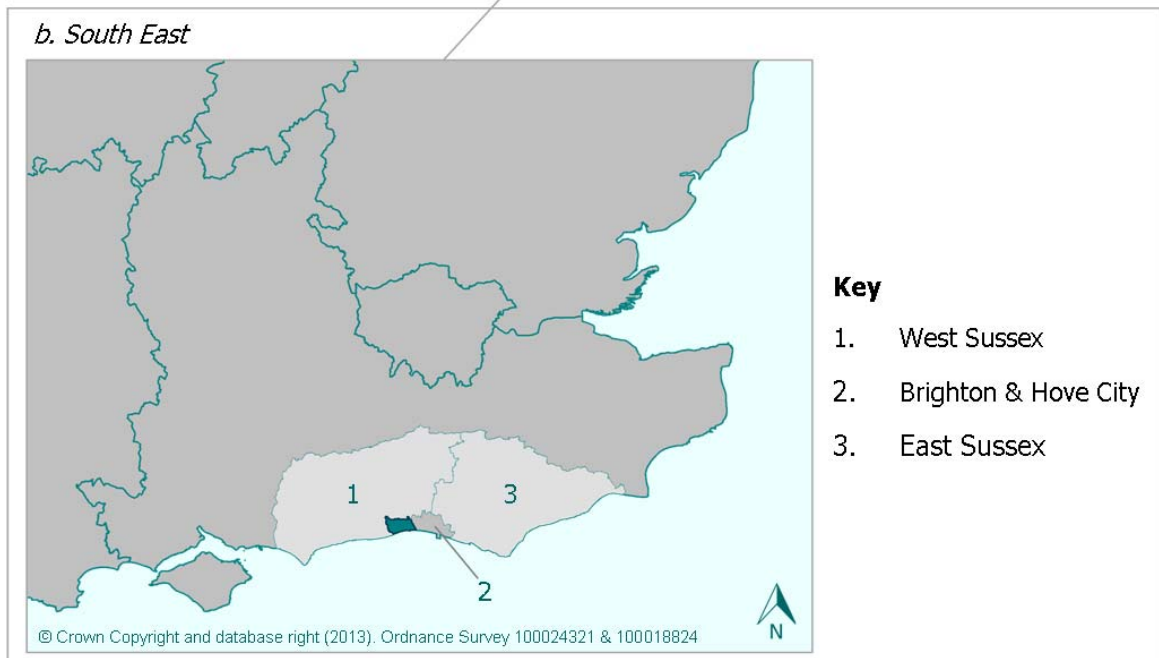 b. South East
Key
1. West Sussex
2. Brighton & Hove City
3. East Sussex
1
3
2
N
© Crown Copyright and database right (2013). Ordnance Survey 100024321 & 100018824